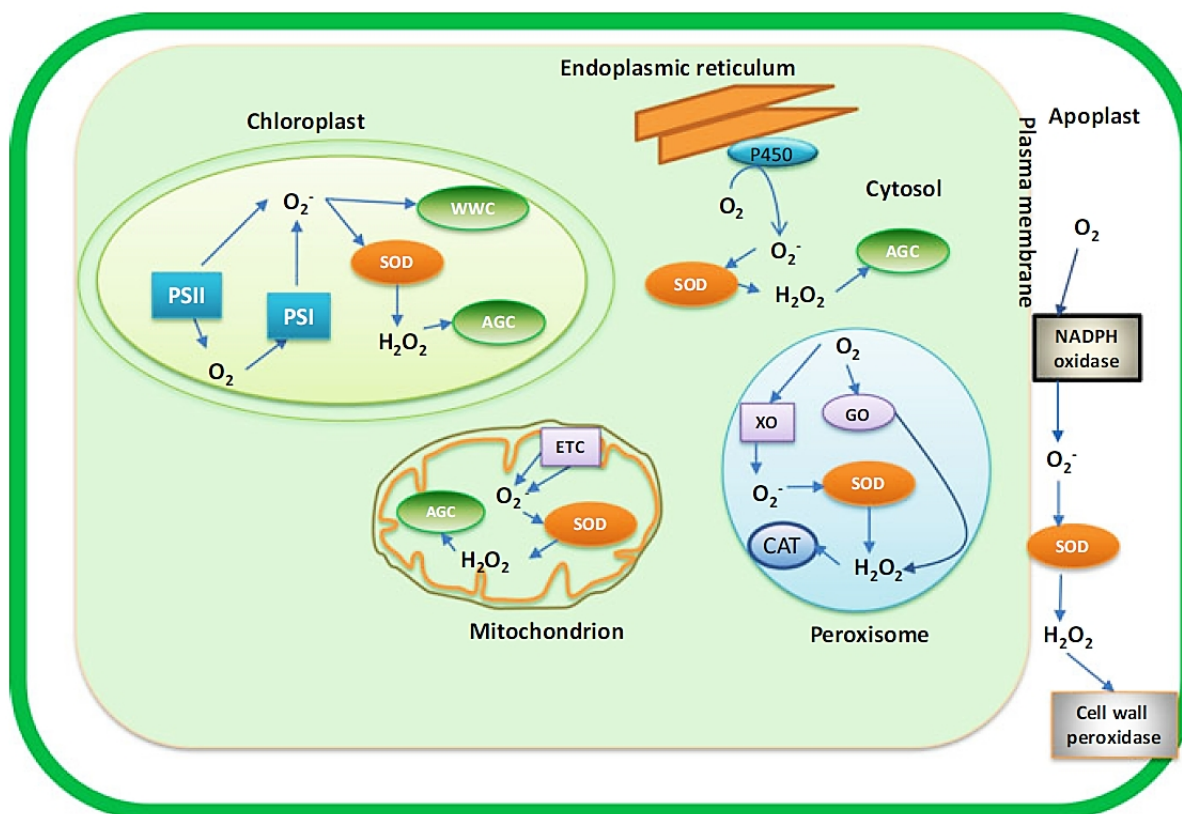 Endoplasmic reticulum
P450
O₂
O₂⁻
SOD
H₂O₂
AGC
Cytosol
Chloroplast
O₂⁻
WWC
SOD
PSII
PSI
O₂
H₂O₂
AGC
Plasma membrane
Apoplast
O₂
NADPH
oxidase
O₂⁻
SOD
H₂O₂
Cell wall
peroxidase
ETC
O₂⁻
AGC
SOD
H₂O₂
Mitochondrion
O₂
XO
GO
O₂⁻
SOD
CAT
H₂O₂
Peroxisome